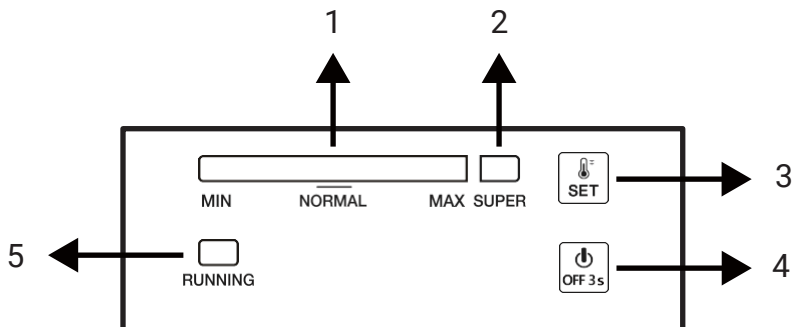 1 2
SET 3
MIN NORMAL MAX SUPER
5 RUNNING
OFF 3s 4